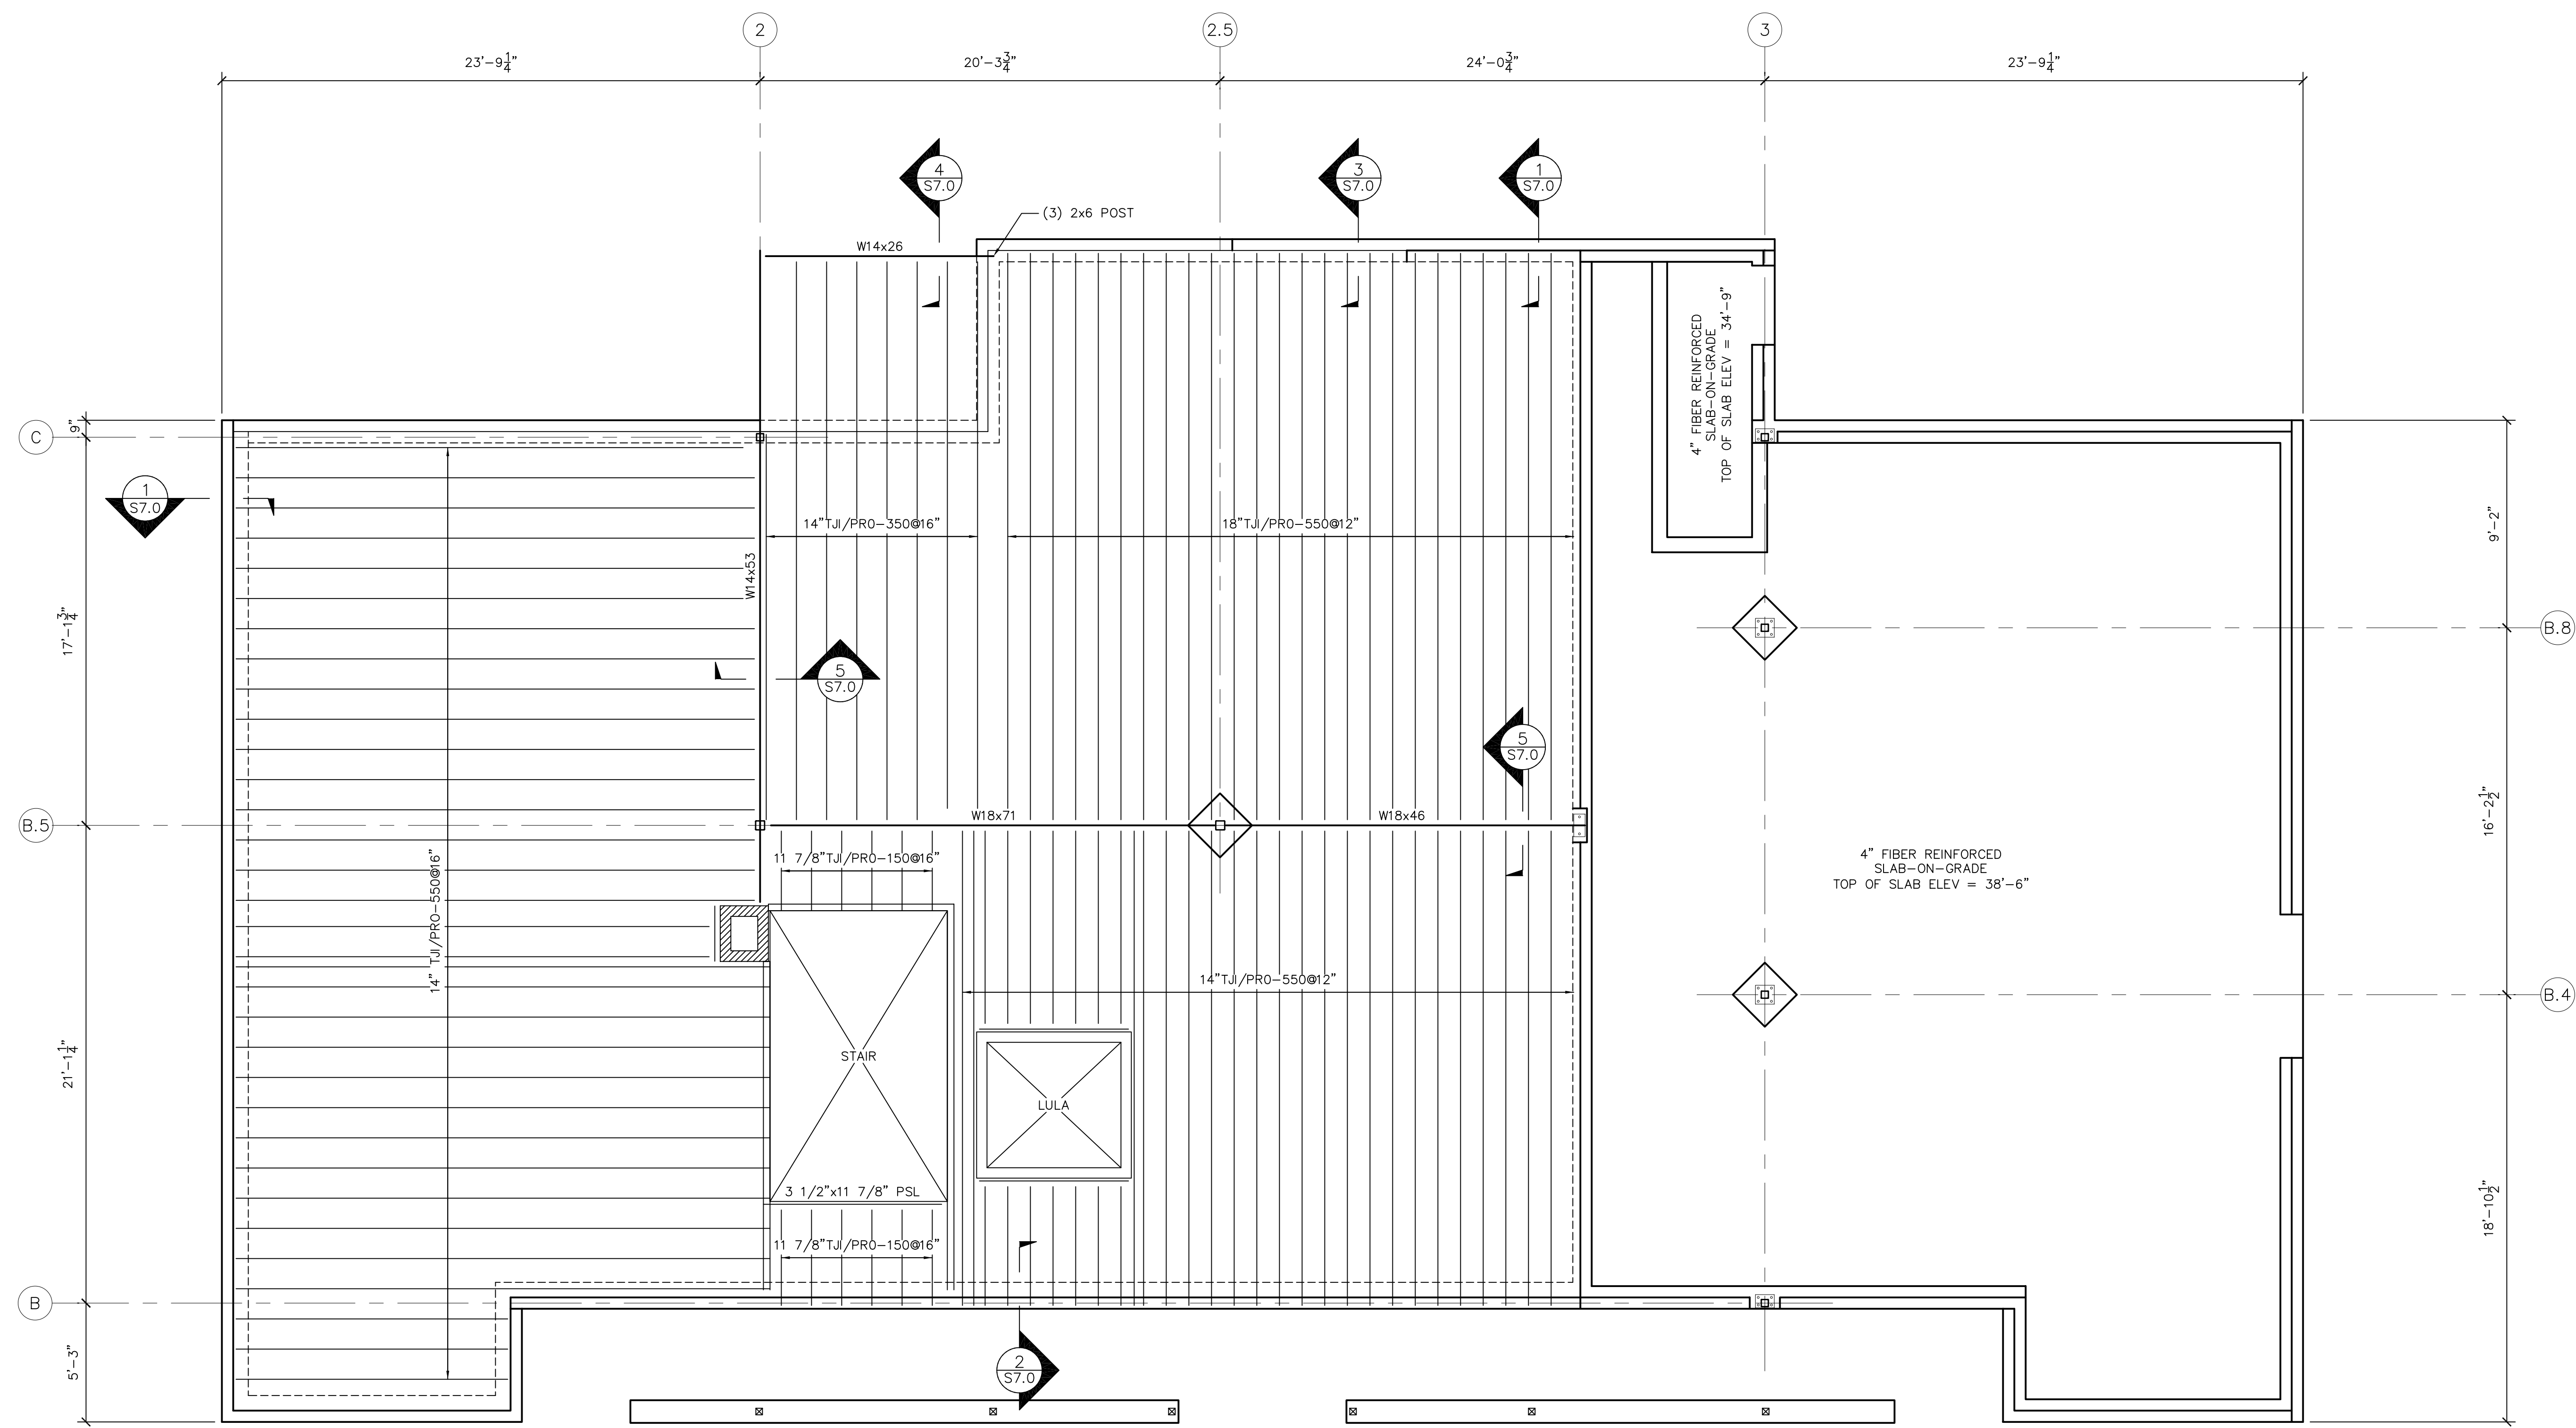 2
2.5
3
23'-9 1/4"
20'-3 3/4"
24'-0 3/4"
23'-9 1/4"
4
S7.0
3
S7.0
1
S7.0
(3) 2x6 POST
W14x26
4" FIBER REINFORCED
SLAB-ON-GRADE
TOP OF SLAB ELEV = 34'-9"
9"
C
1
S7.0
14"TJI/PRO-350@16"
18"TJI/PRO-550@12"
9'-2"
W14x53
17'-1 3/4"
B.8
5
S7.0
5
S7.0
W18x71
W18x46
B.5
16'-2 1/2"
11 7/8"TJI/PRO-150@16"
4" FIBER REINFORCED
SLAB-ON-GRADE
TOP OF SLAB ELEV = 38'-6"
14" TJI/PRO-550@16"
14"TJI/PRO-550@12"
B.4
STAIR
21'-1 1/4"
LULA
3 1/2"x11 7/8" PSL
18'-10 1/2"
11 7/8"TJI/PRO-150@16"
B
5'-3"
2
S7.0